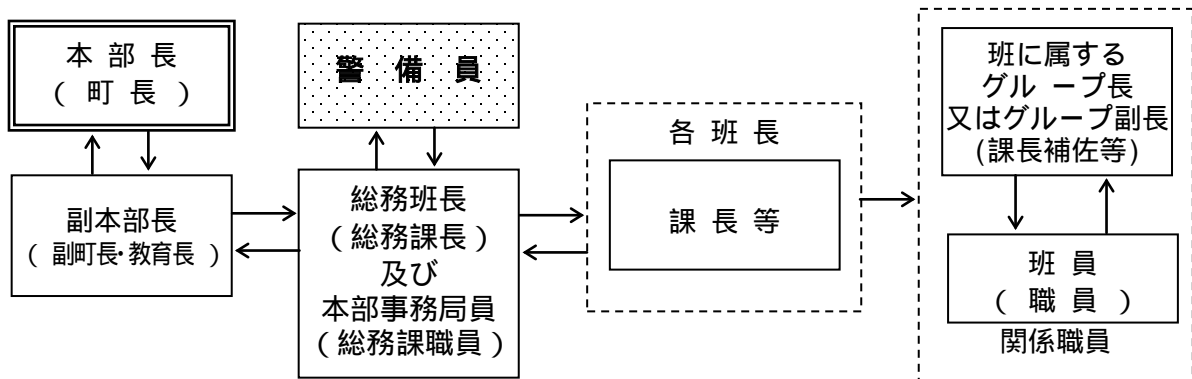 本 部 長
( 町 長 )
警 備 員
副本部長
( 副町長・教育長 )
総務班長
( 総務課長 )
及び
本部事務局員
( 総務課職員 )
各 班 長
課 長 等
班に属する
グループ長
又はグループ副長
(課長補佐等)
班 員
( 職 員 )
関係職員